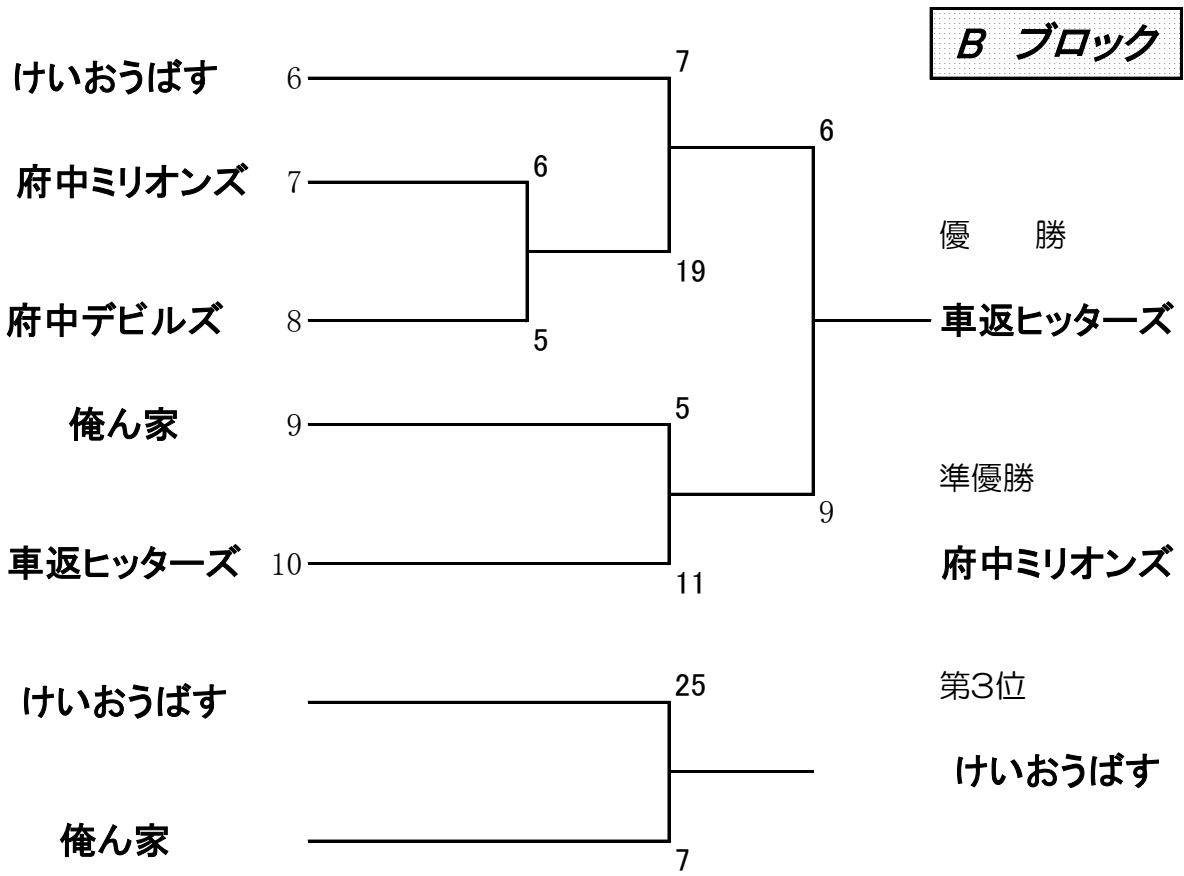 B ブロック
7
けいおうばす 6
6
府中ミリオンズ 7
6
優 勝
19
府中デビルズ 8
車返ヒッターズ
5
5
俺ん家 9
準優勝
9
車返ヒッターズ 10
府中ミリオンズ
11
25
第3位
けいおうばす
けいおうばす
俺ん家
7